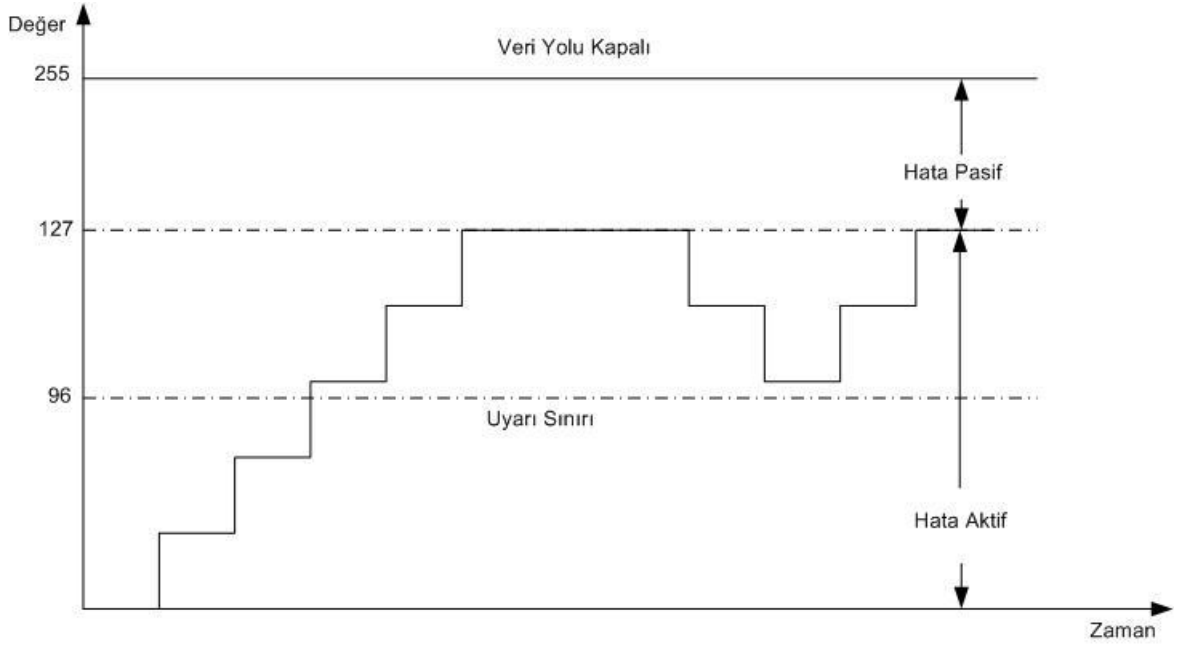 Değer
Veri Yolu Kapalı
255
Hata Pasif
127
96
Uyarı Sınırı
Hata Aktif
Zaman